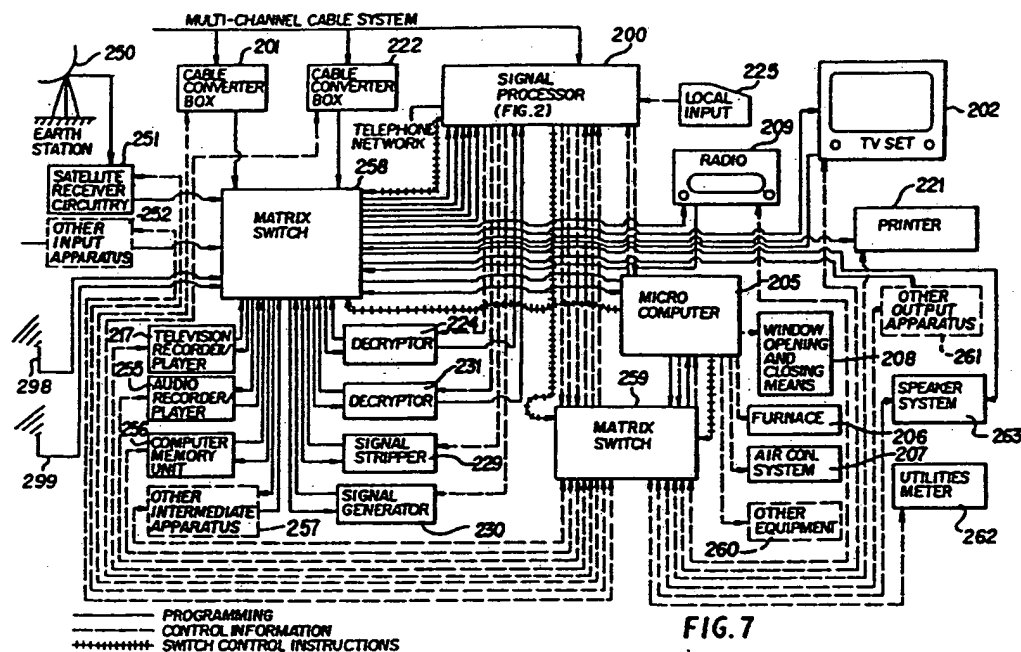 MULTI-CHANNEL CABLE SYSTEM
250
201
222
200
CABLE
CONVERTER
BOX
CABLE
CONVERTER
BOX
SIGNAL
PROCESSOR
(FIG.2)
225
LOCAL
INPUT
202
TV SET
EARTH
STATION
251
TELEPHONE
NETWORK
258
209
RADIO
221
PRINTER
SATELLITE
RECEIVER
CIRCUITRY
252
OTHER
INPUT
APPARATUS
MATRIX
SWITCH
MICRO
COMPUTER
205
OTHER
OUTPUT
APPARATUS
261
217
TELEVISION
RECORDER/
PLAYER
224
DECRYPTOR
WINDOW
OPENING
AND
CLOSING
MEANS
208
298
255
AUDIO
RECORDER/
PLAYER
231
DECRYPTOR
259
MATRIX
SWITCH
FURNACE
206
SPEAKER
SYSTEM
263
256
COMPUTER
MEMORY
UNIT
SIGNAL
STRIPPER
229
AIR CON.
SYSTEM
207
UTILITIES
METER
262
299
OTHER
INTERMEDIATE
APPARATUS
257
SIGNAL
GENERATOR
230
OTHER
EQUIPMENT
260
PROGRAMMING
CONTROL INFORMATION
SWITCH CONTROL INSTRUCTIONS
FIG. 7